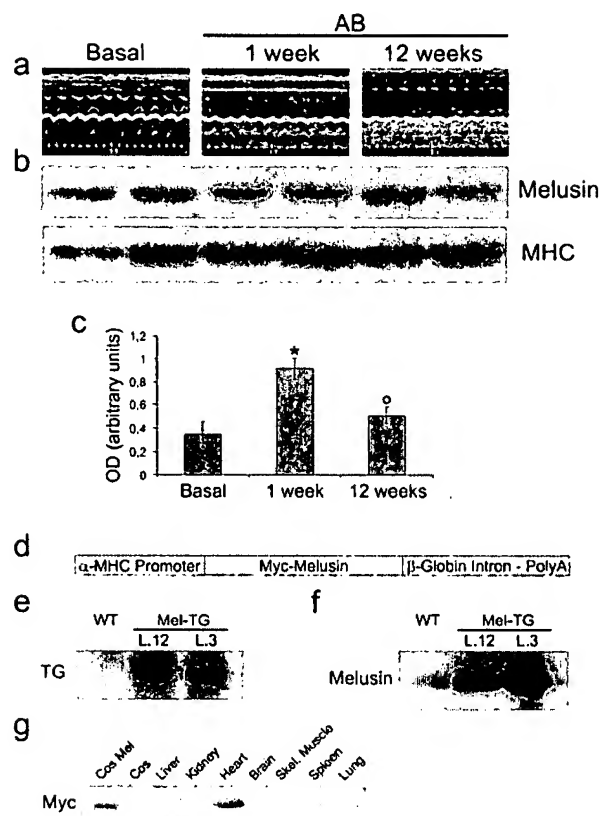 AB
Basal 1 week 12 weeks
a
b
Melusin
MHC
c
OD (arbitrary units)
1,2
1
0,8
0,6
0,4
0,2
0
*
Basal 1 week 12 weeks
d
α-MHC Promoter Myc-Melusin β-Globin Intron - PolyA
e
WT Mel-TG
L.12 L.3
TG
f
WT Mel-TG
L.12 L.3
Melusin
g
Cos Mel Cos Liver Kidney Heart Brain Skel. Muscle Spleen Lung
Myc